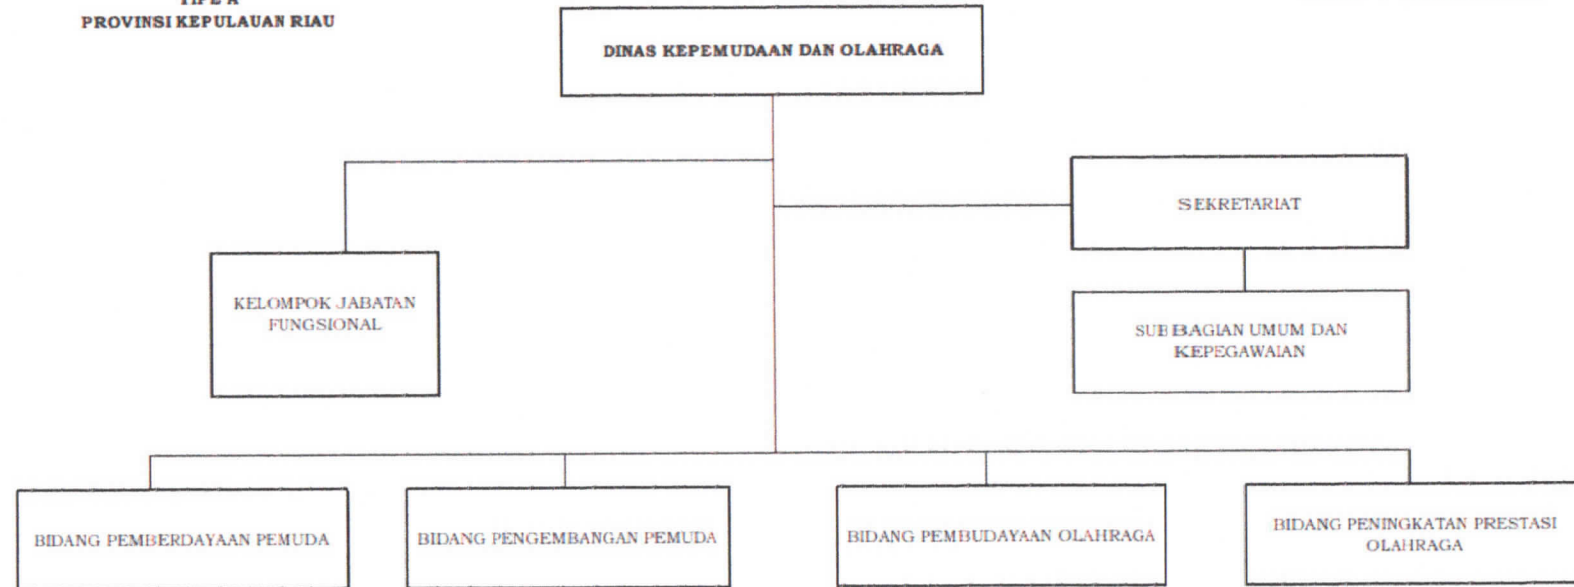 TIPE A
PROVINSI KEPULAUAN RIAU
DINAS KEPEMUDAAN DAN OLAHRAGA
SEKRETARIAT
KELOMPOK JABATAN
FUNGSIONAL
SUB BAGIAN UMUM DAN
KEPEGAWAIAN
BIDANG PEMBERDAYAAN PEMUDA
BIDANG PENGEMBANGAN PEMUDA
BIDANG PEMBUDAYAAN OLAHRAGA
BIDANG PENINGKATAN PRESTASI
OLAHRAGA